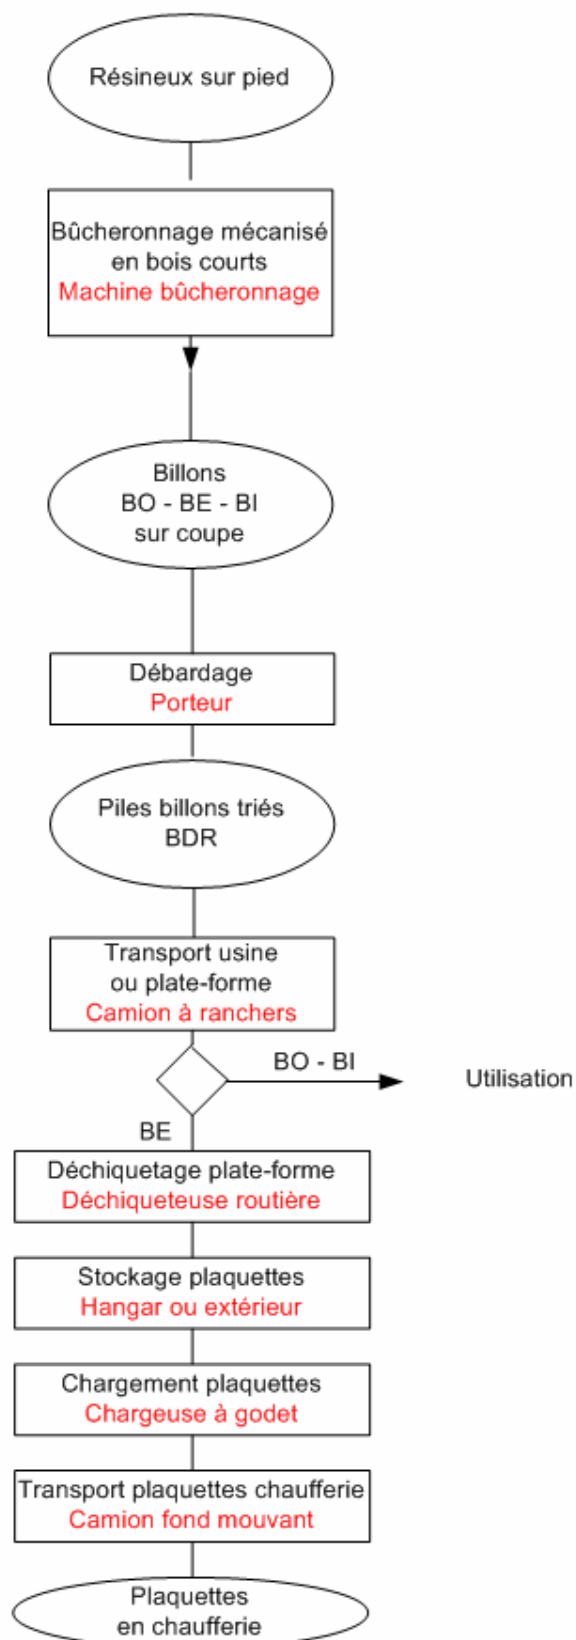 Résineux sur pied
Bûcheronnage mécanisé
en bois courts
Machine bûcheronnage
Billons
BO - BE - BI
sur coupe
Débardage
Porteur
Piles billons triés
BDR
Transport usine
ou plate-forme
Camion à ranchers
BO - BI
Utilisation
BE
Déchiquetage plate-forme
Déchiqueteuse routière
Stockage plaquettes
Hangar ou extérieur
Chargement plaquettes
Chargeuse à godet
Transport plaquettes chaufferie
Camion fond mouvant
Plaquettes
en chaufferie